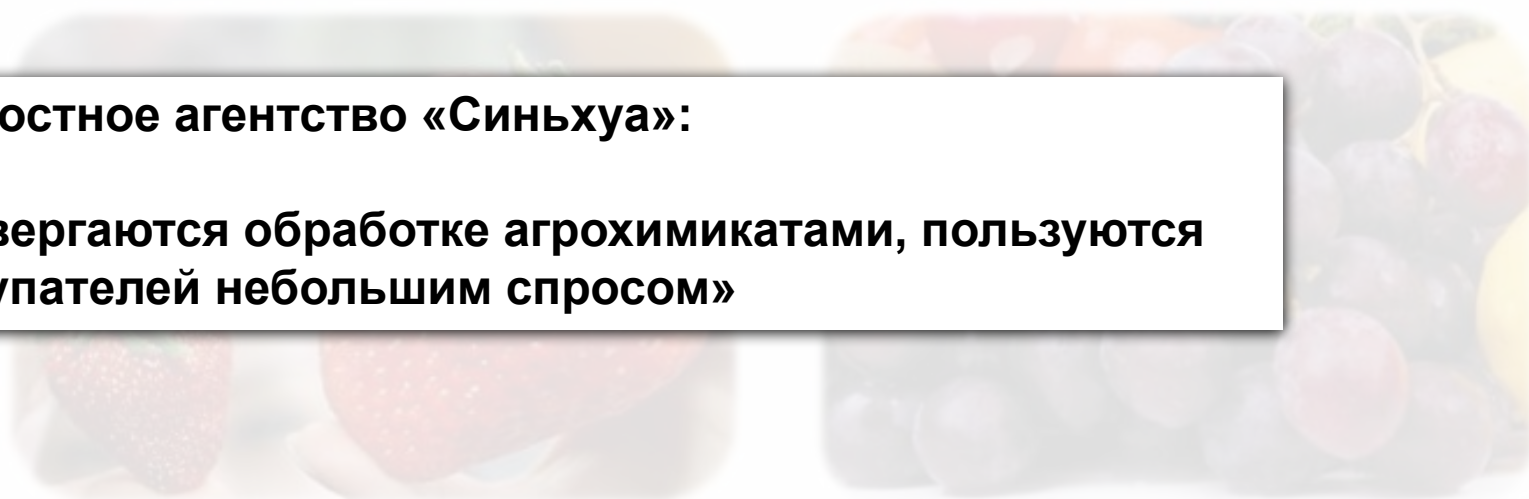 остное агентство «Синьхуа»:
вергаются обработке агрохимикатами, пользуются
упателей небольшим спросом»